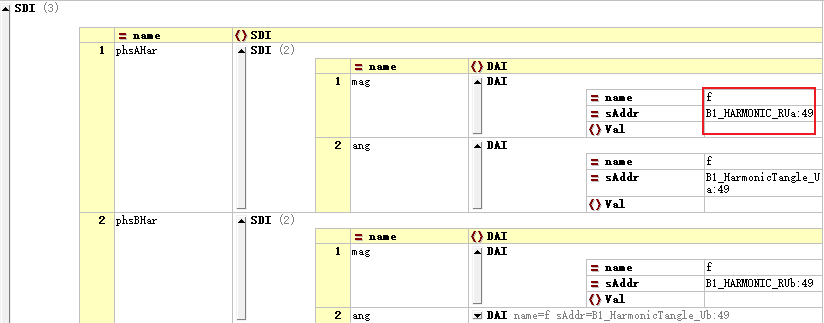 SDI (3)
= name () SDI
1 phsAHar SDI (2)
= name () DAI
1 mag DAI
= name f
= sAddr B1_HARMONIC_RUa:49
() Val
2 ang DAI
= name f
= sAddr B1_HarmonicTangle_U
a:49
() Val
2 phsBHar SDI (2)
= name () DAI
1 mag DAI
= name f
= sAddr B1_HARMONIC_RUb:49
() Val
2 ang DAI name=f sAddr=B1_HarmonicTangle_Ub:49